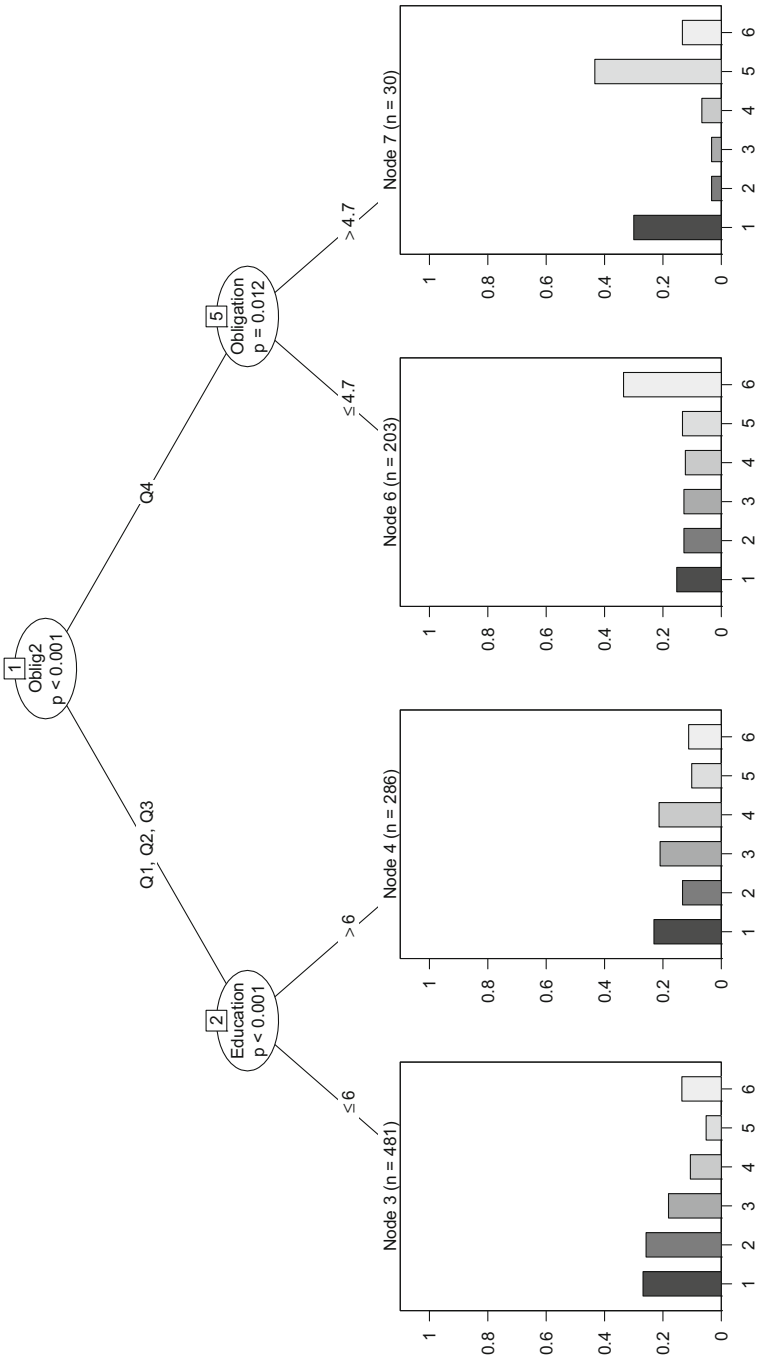 1
Oblig2
p < 0.001
Q1, Q2, Q3
Q4
2
Education
p < 0.001
≤ 6
> 6
5
Obligation
p = 0.012
≤ 4.7
> 4.7
Node 3 (n = 481)
1
0.8
0.6
0.4
0.2
0
1 2 3 4 5 6
Node 4 (n = 286)
1
0.8
0.6
0.4
0.2
0
1 2 3 4 5 6
Node 6 (n = 203)
1
0.8
0.6
0.4
0.2
0
1 2 3 4 5 6
Node 7 (n = 30)
1
0.8
0.6
0.4
0.2
0
1 2 3 4 5 6